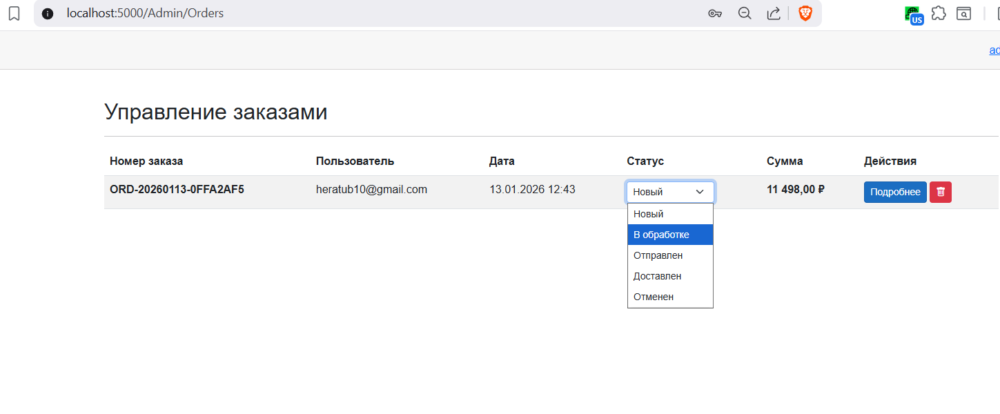 localhost:5000/Admin/Orders
US
ad
Управление заказами
Номер заказа Пользователь Дата Статус Сумма Действия
ORD-20260113-0FFA2AF5 heratub10@gmail.com 13.01.2026 12:43 Новый 11 498,00 ₽ Подробнее
Новый
В обработке
Отправлен
Доставлен
Отменен